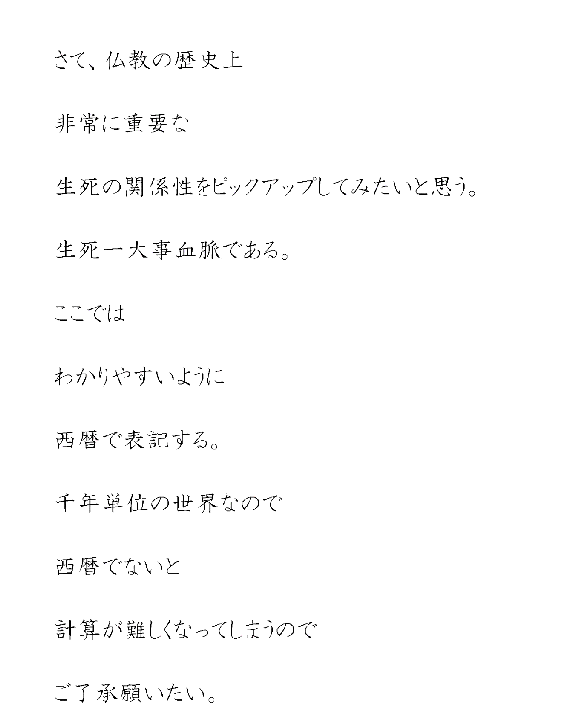 さて、仏教の歴史上
非常に重要な
生死の関係性をピックアップしてみたいと思う。
生死一大事血脈である。
ここでは
わかりやすいように
西暦で表記する。
千年単位の世界なので
西暦でないと
計算が難しくなってしまうので
ご了承願いたい。